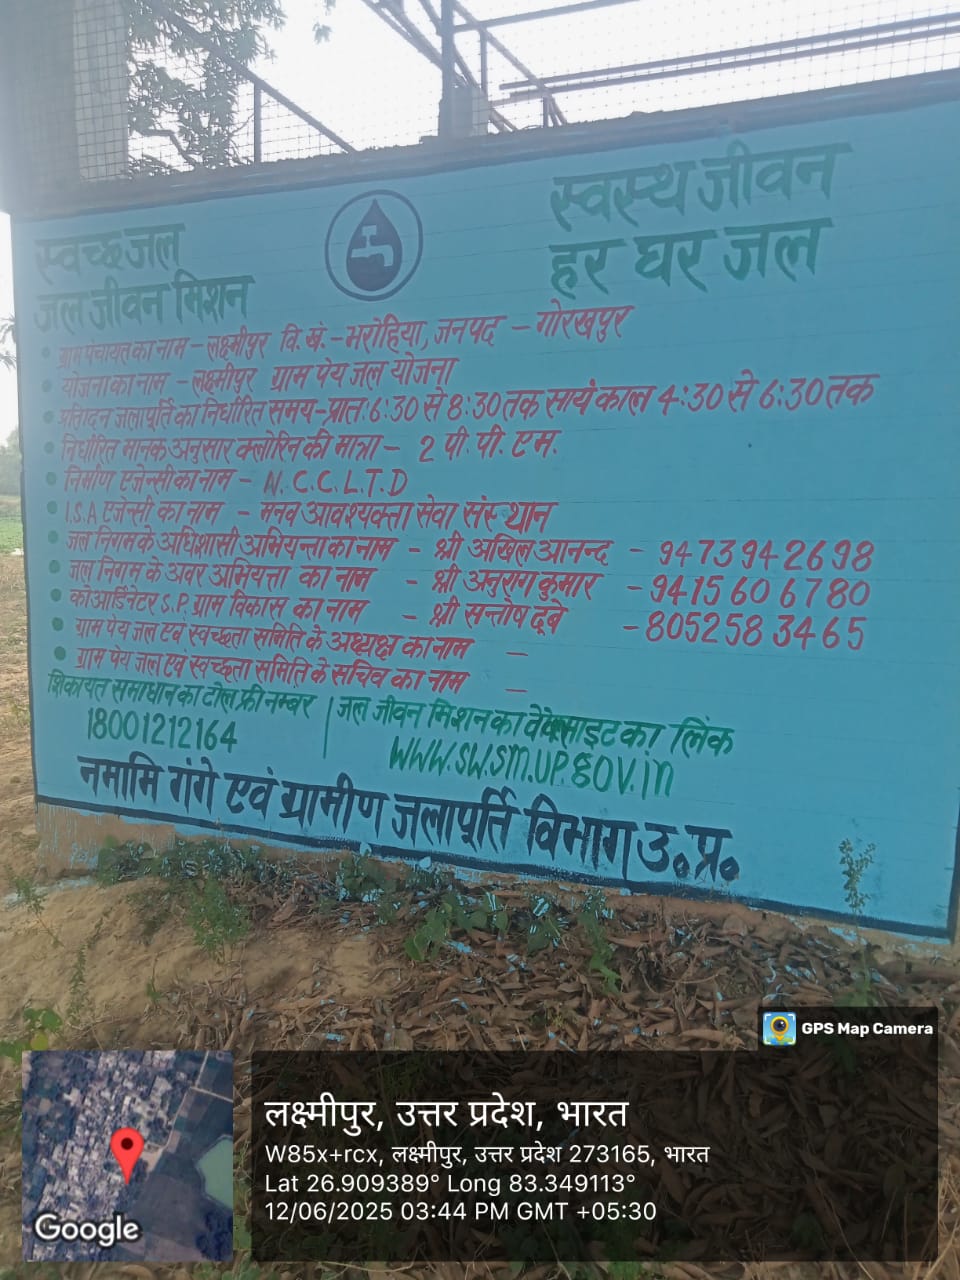 स्वच्छ जल
जल जीवन मिशन
स्वस्थ जीवन
हर घर जल
ग्राम पंचायत का नाम - लक्ष्मीपुर वि. खं. - भरोहिया, जनपद - गोरखपुर
योजना का नाम - लक्ष्मीपुर ग्राम पेय जल योजना
प्रतिदिन जलापूर्ति का निर्धारित समय - प्रात: 6:30 से 8:30 तक सायं काल 4:30 से 6:30 तक
निर्धारित मानक अनुसार क्लोरिन की मात्रा - 2 पी. पी. एम.
निर्माण एजेन्सी का नाम - N.C.C.L.T.D
I.S.A एजेन्सी का नाम - मनव आवश्यक्ता सेवा संस्थान
जल निगम के अधिशासी अभियन्ता का नाम - श्री अखिल आनन्द - 9473942698
जल निगम के अवर अभियत्ता का नाम - श्री अनुराग कुमार - 9415606780
कोआर्डिनेटर S.P. ग्राम विकास का नाम - श्री सन्तोष दूबे - 8052583465
ग्राम पेय जल एवं स्वच्छता समिति के अध्यक्ष का नाम -
ग्राम पेय जल एवं स्वच्छता समिति के सचिव का नाम -
शिकायत समाधान का टोल फ्री नम्बर
18001212164
जल जीवन मिशन का वेबसाइट का लिंक
WWW.SWSM.UP.GOV.in
नमामि गंगे एवं ग्रामीण जलापूर्ति विभाग उ.प्र.
GPS Map Camera
लक्ष्मीपुर, उत्तर प्रदेश, भारत
W85x+rcx, लक्ष्मीपुर, उत्तर प्रदेश 273165, भारत
Lat 26.909389° Long 83.349113°
12/06/2025 03:44 PM GMT +05:30
Google